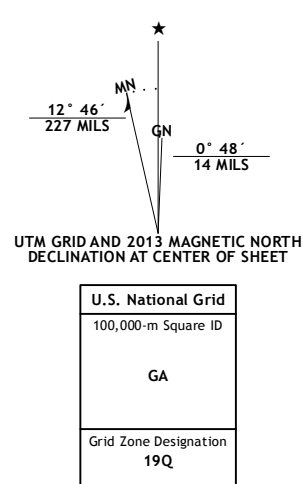 ★
MN
12° 46´
227 MILS
GN
0° 48´
14 MILS
UTM GRID AND 2013 MAGNETIC NORTH
DECLINATION AT CENTER OF SHEET
U.S. National Grid
100,000-m Square ID
GA
Grid Zone Designation
19Q